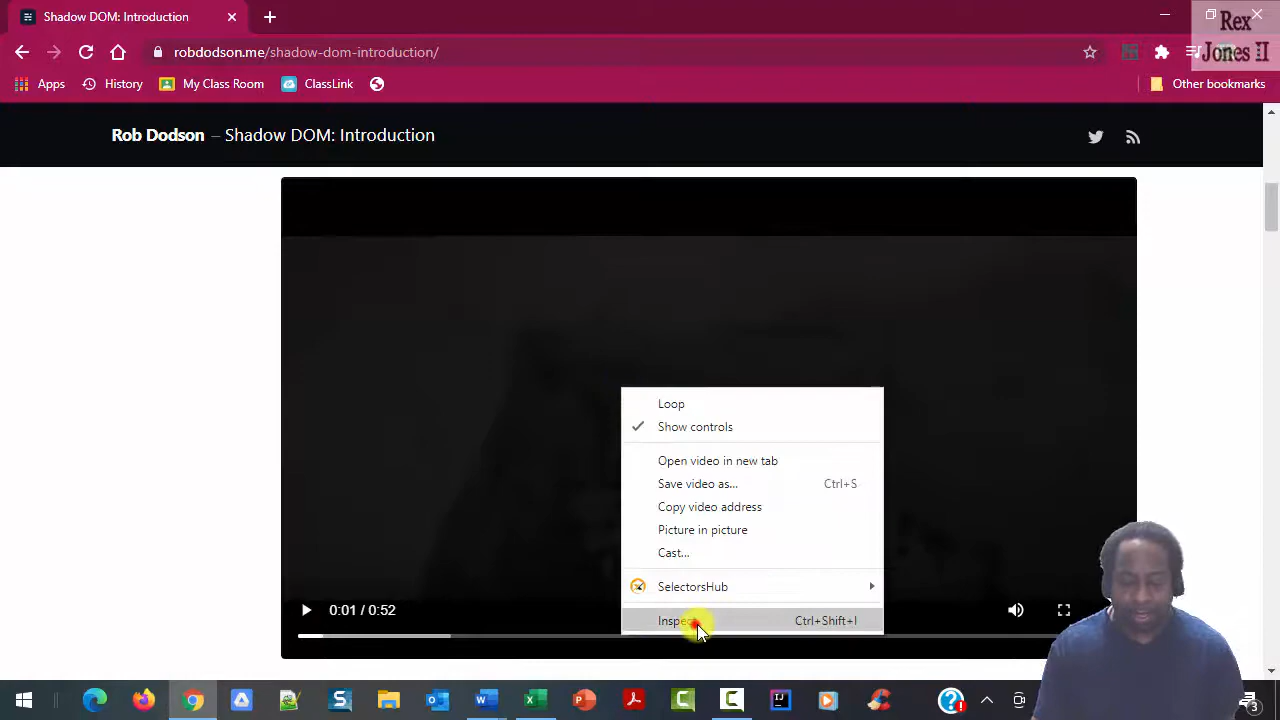 Shadow DOM: Introduction
Rex
Jones II
robdodson.me/shadow-dom-introduction/
Apps
History
My Class Room
ClassLink
Other bookmarks
Rob Dodson – Shadow DOM: Introduction
Loop
Show controls
Open video in new tab
Save video as... Ctrl+S
Copy video address
Picture in picture
Cast...
SelectorsHub
Inspect Ctrl+Shift+I
0:01 / 0:52
3